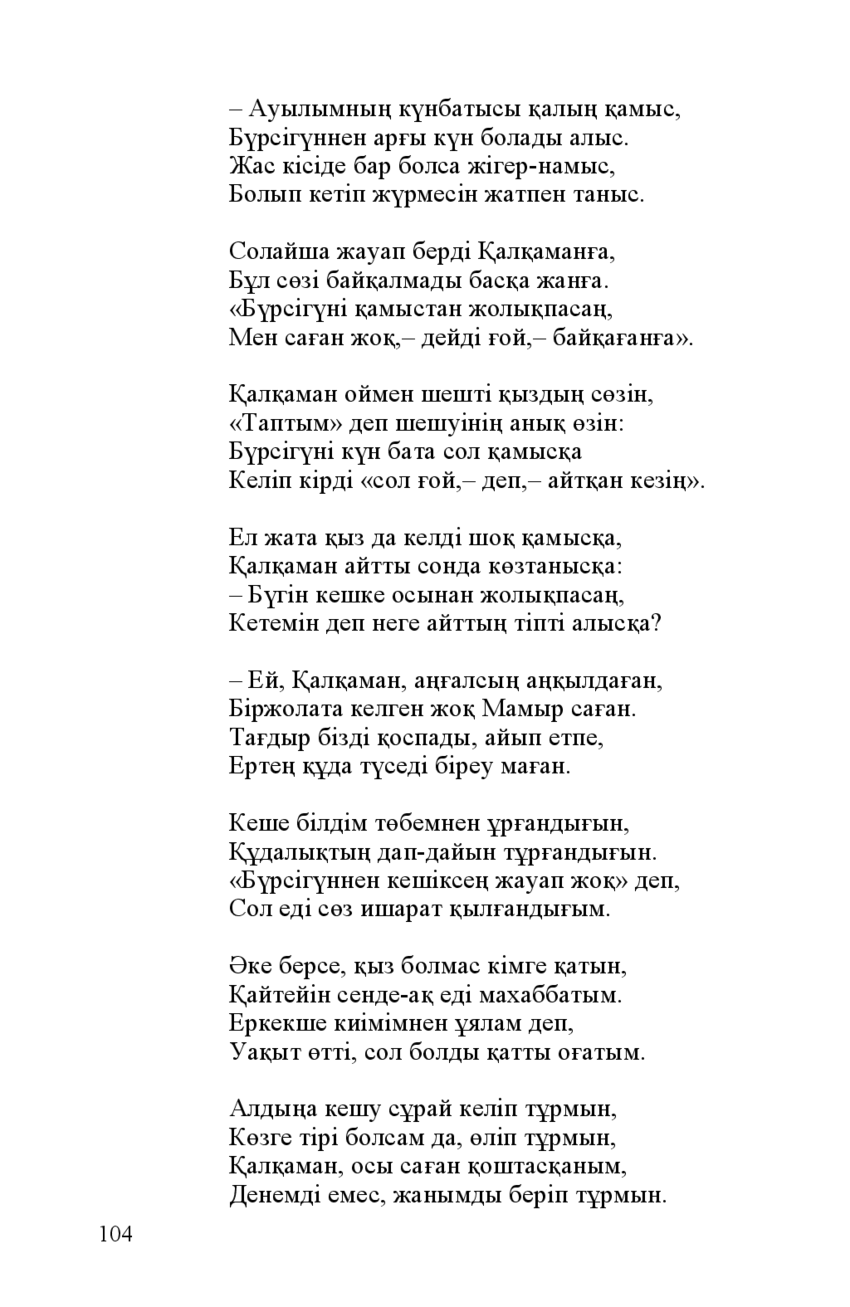 – Ауылымның күнбатысы қалың қамыс,
Бүрсігүннен арғы күн болады алыс.
Жас кісіде бар болса жігер-намыс,
Болып кетіп жүрмесін жатпен таныс.
Солайша жауап берді Қалқаманға,
Бұл сөзі байқалмады басқа жанға.
«Бүрсігүні қамыстан жолықпасаң,
Мен саған жоқ,– дейді ғой,– байқағанға».
Қалқаман оймен шешті қыздың сөзін,
«Таптым» деп шешуінің анық өзін:
Бүрсігүні күн бата сол қамысқа
Келіп кірді «сол ғой,– деп,– айтқан кезің».
Ел жата қыз да келді шоқ қамысқа,
Қалқаман айтты сонда көзтанысқа:
– Бүгін кешке осынан жолықпасаң,
Кетемін деп неге айттың тіпті алысқа?
– Ей, Қалқаман, аңғалсың аңқылдаған,
Біржолата келген жоқ Мамыр саған.
Тағдыр бізді қоспады, айып етпе,
Ертең құда түседі біреу маған.
Кеше білдім төбемнен ұрғандығын,
Құдалықтың дап-дайын тұрғандығын.
«Бүрсігүннен кешіксең жауап жоқ» деп,
Сол еді сөз ишарат қылғандығым.
Әке берсе, қыз болмас кімге қатын,
Қайтейін сенде-ақ еді махаббатым.
Еркекше киімімнен ұялам деп,
Уақыт өтті, сол болды қатты оғатым.
Алдыңа кешу сұрай келіп тұрмын,
Көзге тірі болсам да, өліп тұрмын,
Қалқаман, осы саған қоштасқаным,
Денемді емес, жанымды беріп тұрмын.
104